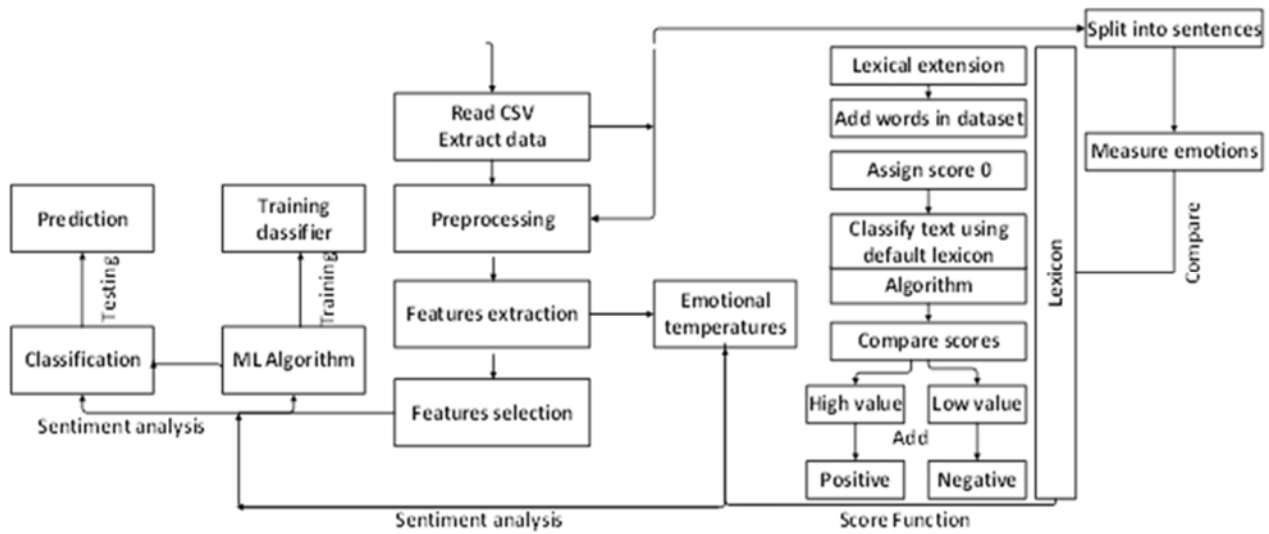 Split into sentences
Lexical extension
Add words in dataset
Read CSV
Extract data
Measure emotions
Assign score 0
Prediction
Training
classifier
Preprocessing
Classify text using
default lexicon
Algorithm
Lexicon
Compare
Testing
Training
Features extraction
Emotional
temperatures
Compare scores
Classification
ML Algorithm
High value
Low value
Features selection
Sentiment analysis
Add
Positive
Negative
Sentiment analysis
Score Function